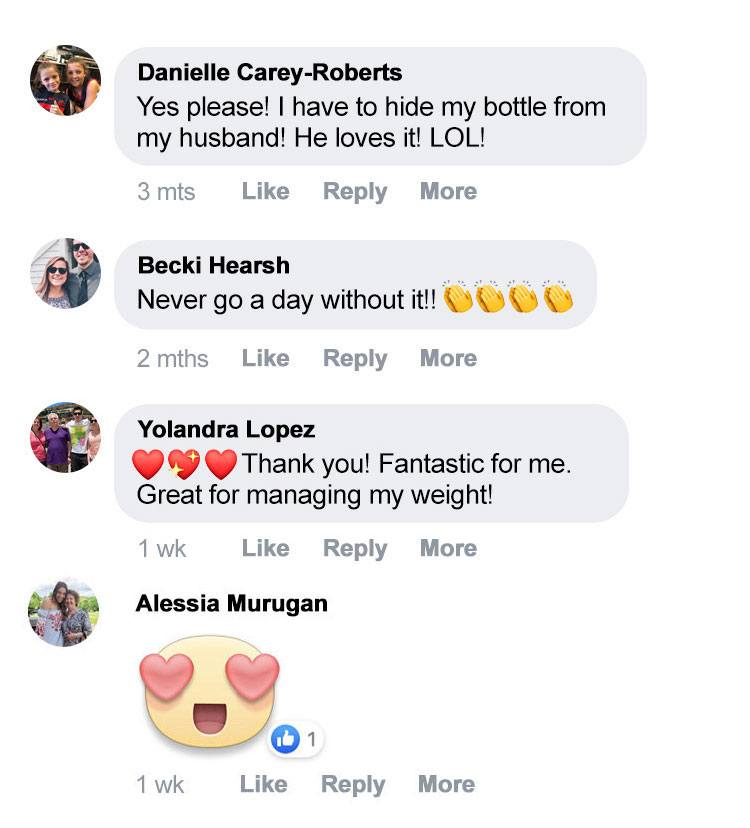 Danielle Carey-Roberts
Yes please! I have to hide my bottle from
my husband! He loves it! LOL!
3 mts Like Reply More
Becki Hearsh
Never go a day without it!! 👏👏👏👏
2 mths Like Reply More
Yolandra Lopez
❤️💖❤️ Thank you! Fantastic for me.
Great for managing my weight!
1 wk Like Reply More
Alessia Murugan
1
1 wk Like Reply More